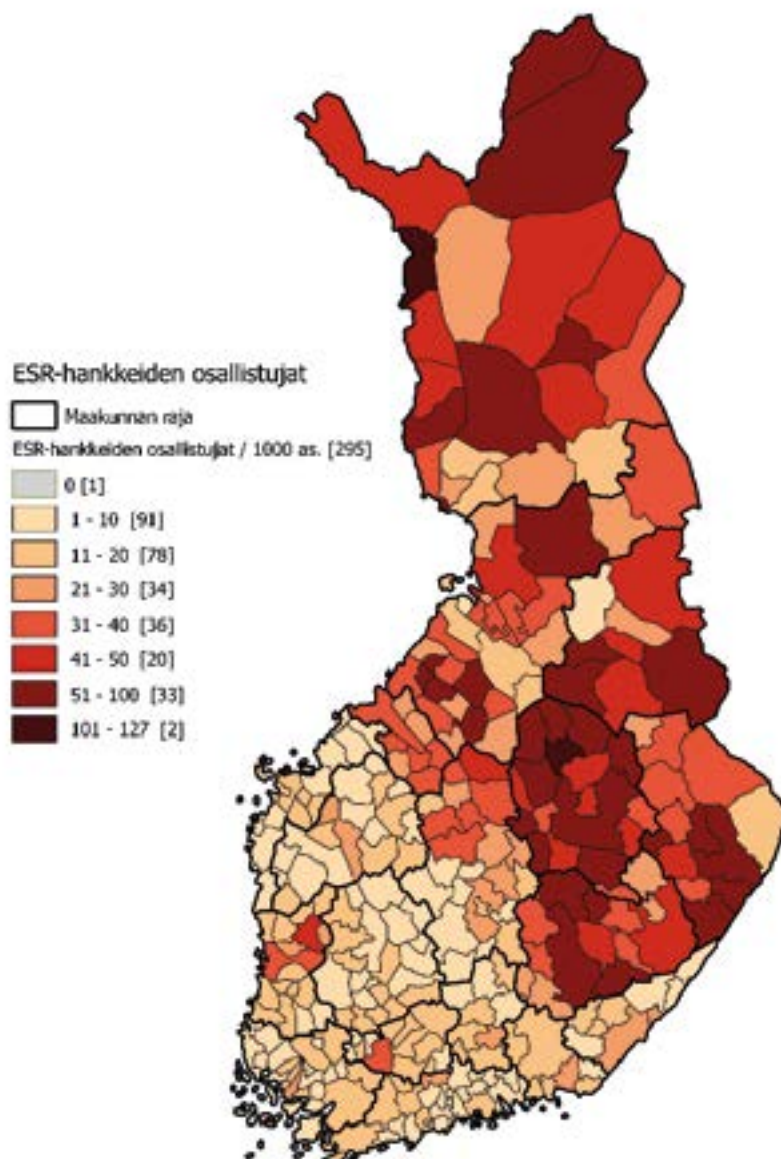 ESR-hankkeiden osallistujat
Maakunnan raja
ESR-hankkeiden osallistujat / 1000 as. [295]
0 [1]
1 - 10 [91]
11 - 20 [78]
21 - 30 [34]
31 - 40 [36]
41 - 50 [20]
51 - 100 [33]
101 - 127 [2]